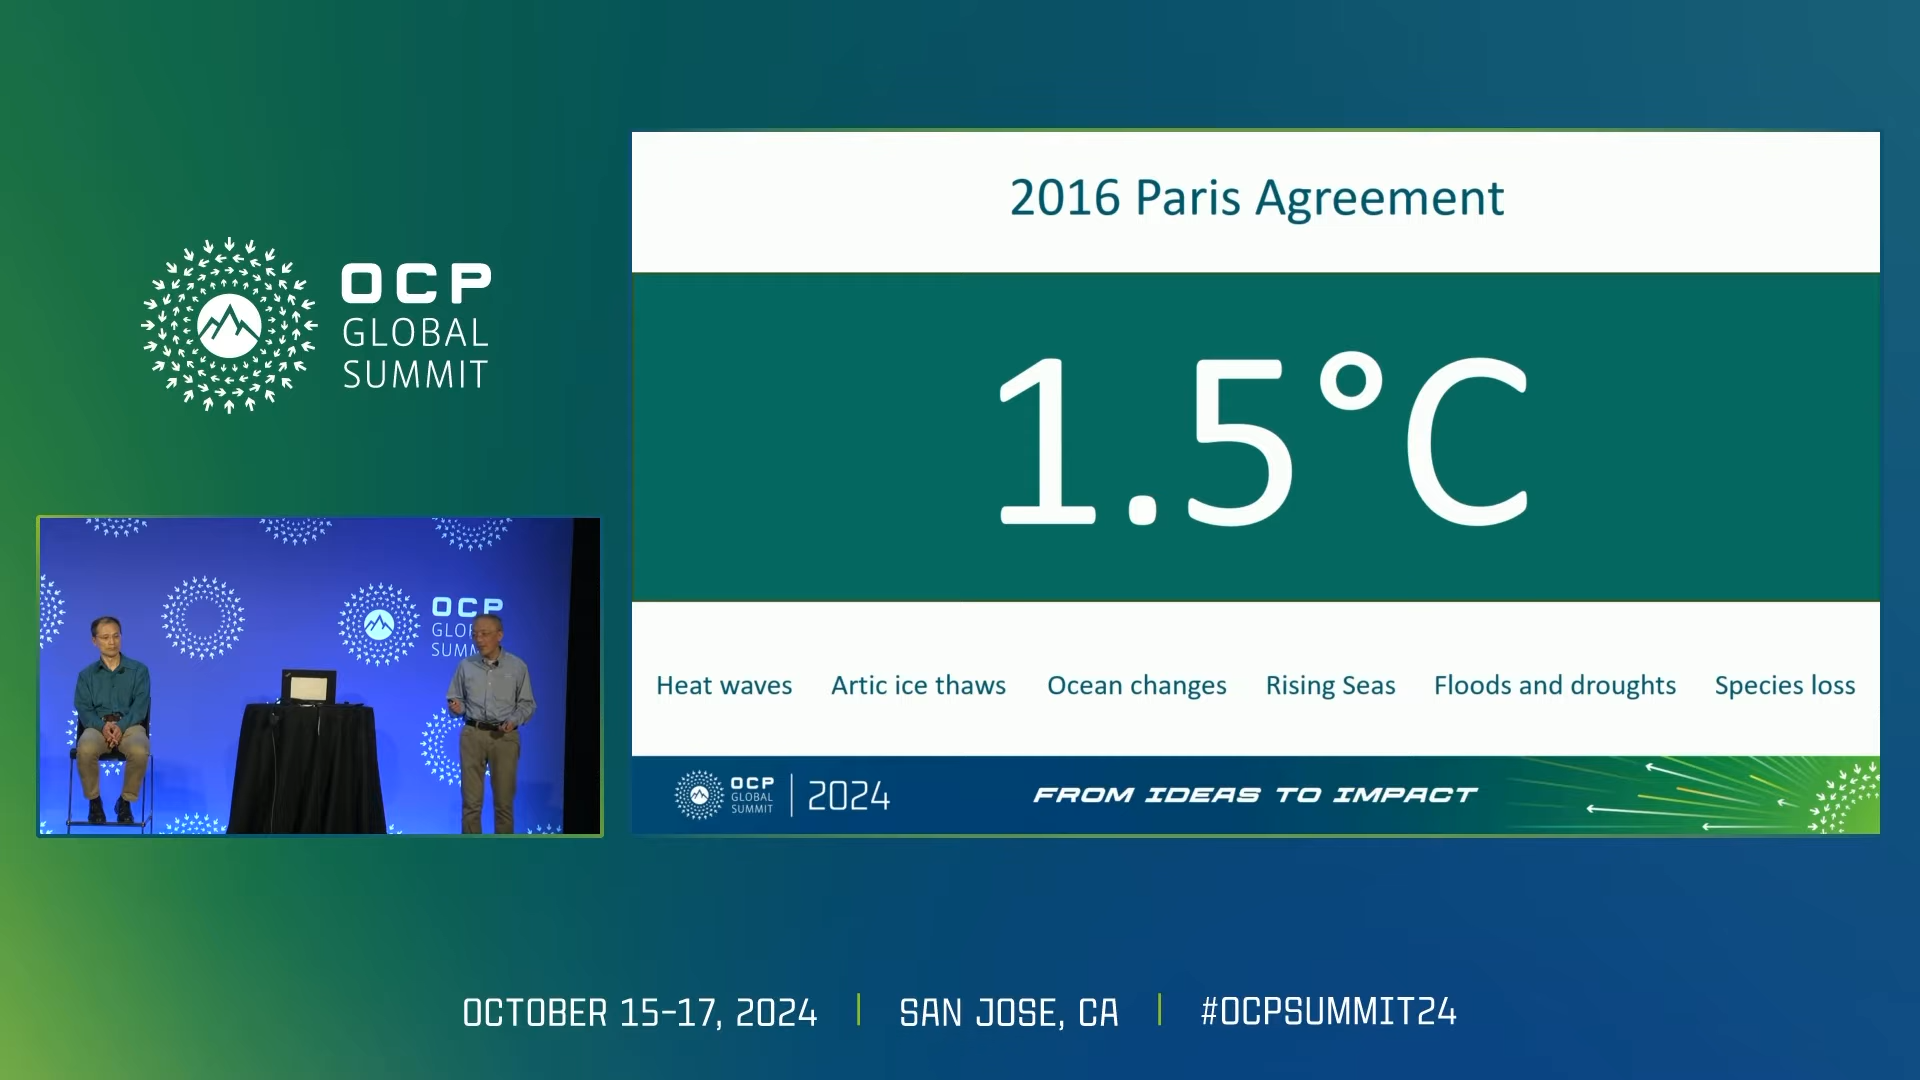 OCP
GLOBAL
SUMMIT
2016 Paris Agreement
1.5°C
Heat waves Artic ice thaws Ocean changes Rising Seas Floods and droughts Species loss
OCP
GLOBAL
SUMMIT
2024
FROM IDEAS TO IMPACT
OCP
GLO
SUMM
OCTOBER 15-17, 2024 | SAN JOSE, CA | #OCPSUMMIT24